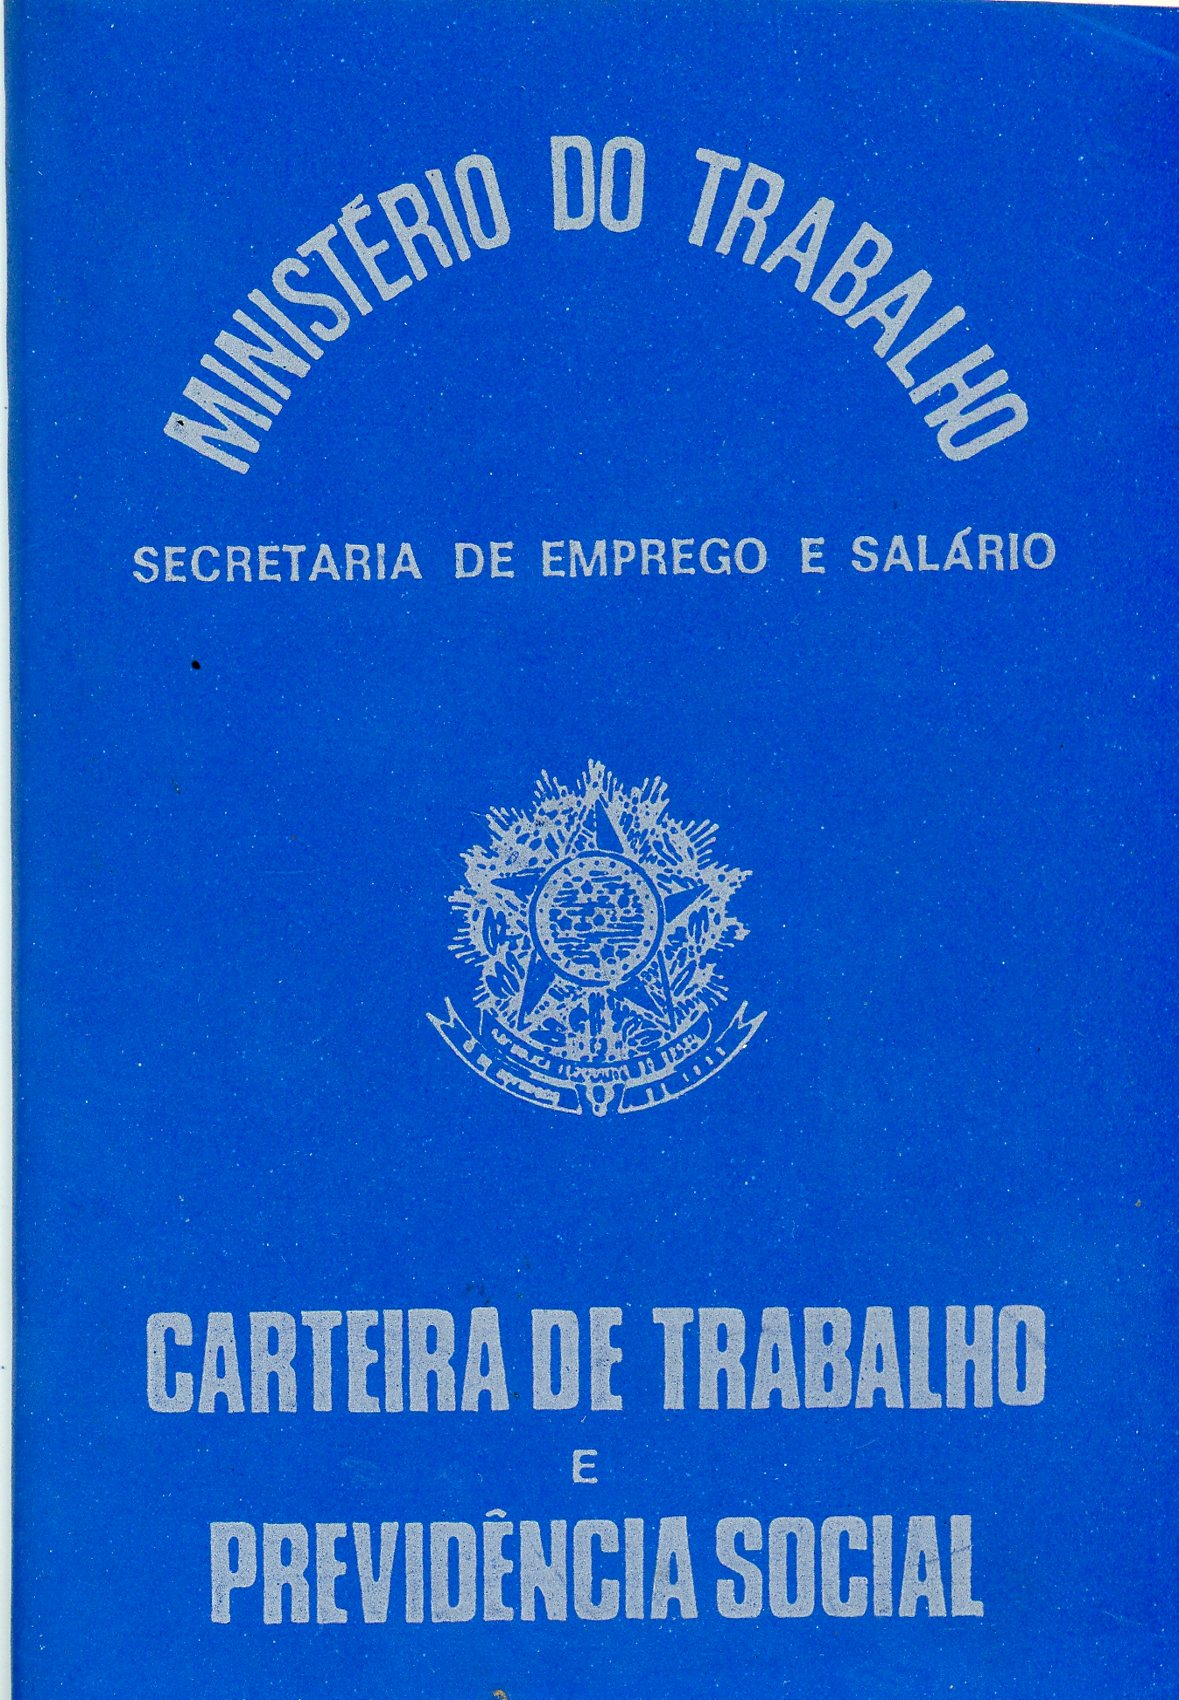 MINISTÉRIO DO TRABALHO
SECRETARIA DE EMPREGO E SALÁRIO
CARTEIRA DE TRABALHO
E
PREVIDÊNCIA SOCIAL